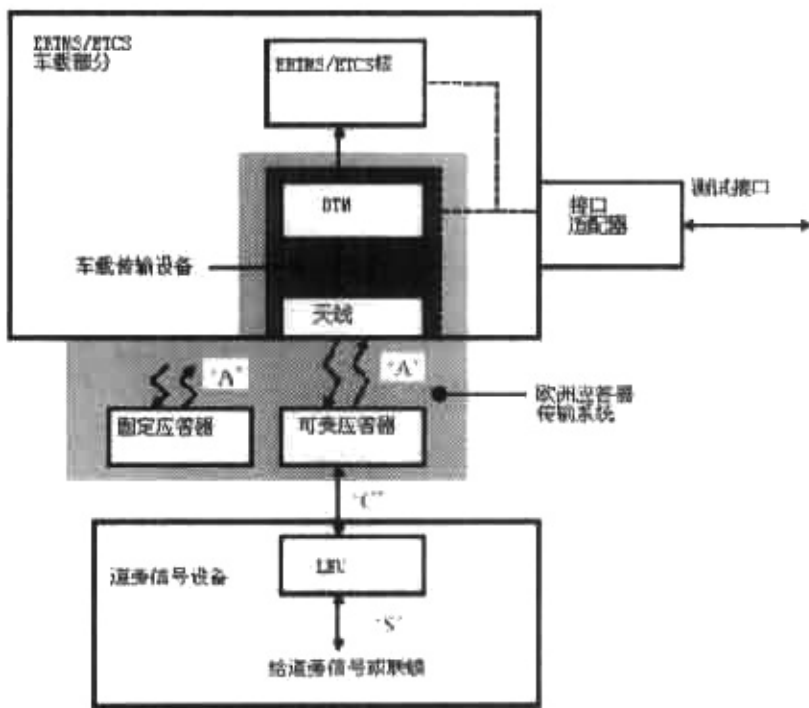 ERTMS/ETCS
车载部分
ERTMS/ETCS核
BTM
接口
适配器
测试接口
车载传输设备
天线
"A"
"A"
固定应答器
可变应答器
欧洲应答器
传输系统
"C"
LEU
道旁信号设备
"S"
给道旁信号或联锁